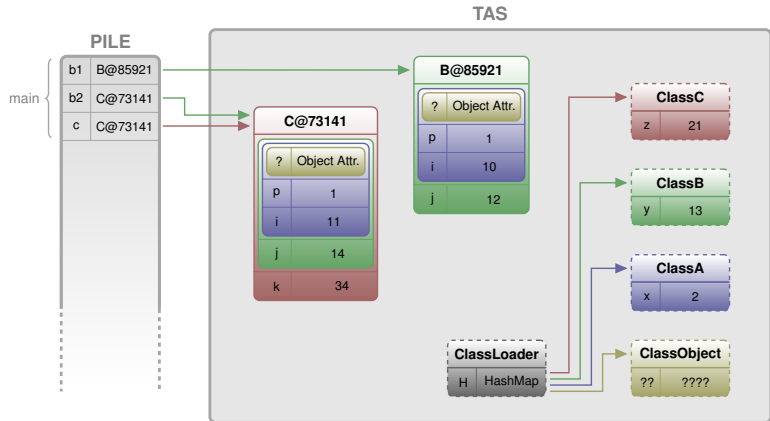 TAS
PILE
main
b1 B@85921
b2 C@73141
c C@73141
B@85921
? Object Attr.
p 1
i 10
j 12
C@73141
? Object Attr.
p 1
i 11
j 14
k 34
ClassC
z 21
ClassB
y 13
ClassA
x 2
ClassLoader
H HashMap
ClassObject
?? ????